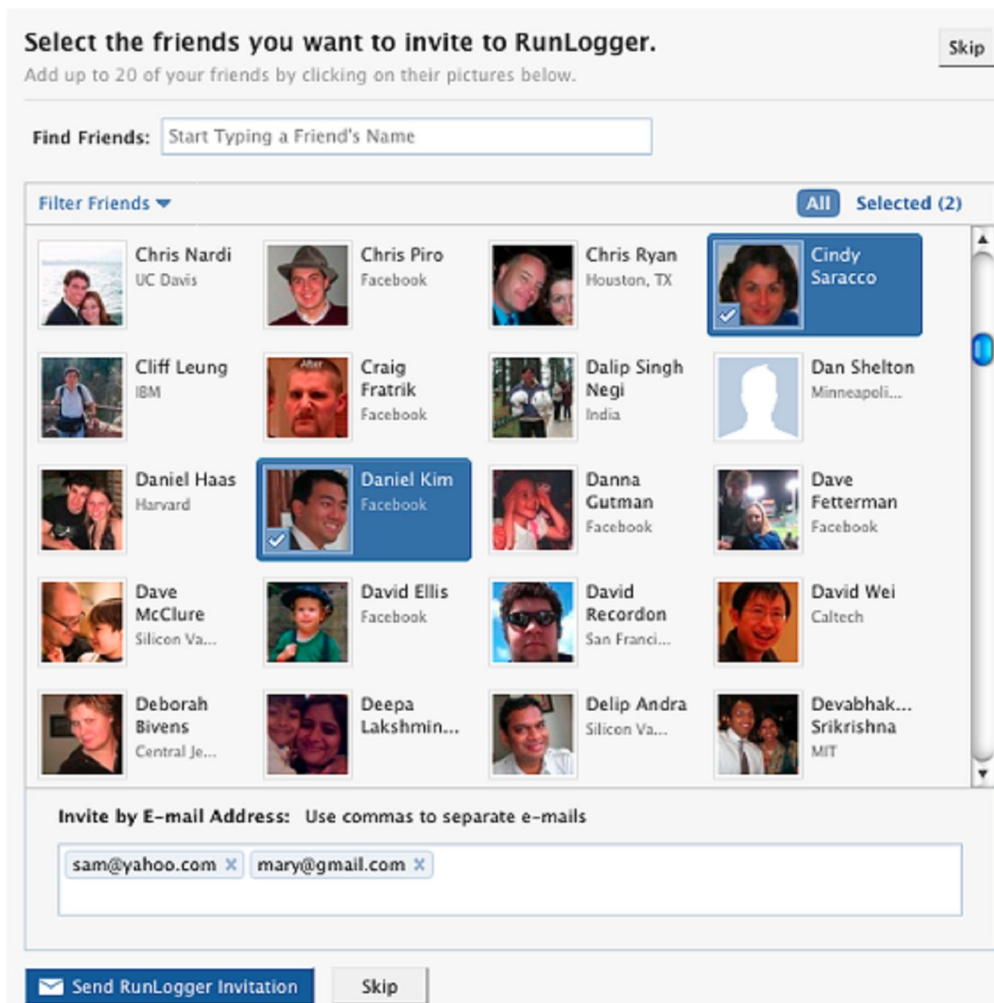 Select the friends you want to invite to RunLogger.
Skip
Add up to 20 of your friends by clicking on their pictures below.
Find Friends: Start Typing a Friend's Name
Filter Friends
All Selected (2)
Chris Nardi
UC Davis
Chris Piro
Facebook
Chris Ryan
Houston, TX
Cindy
Saracco
Cliff Leung
IBM
After
Craig
Fratrik
Facebook
Dalip Singh
Negi
India
Dan Shelton
Minneapoli...
Daniel Haas
Harvard
Daniel Kim
Facebook
Danna
Gutman
Facebook
Dave
Fetterman
Facebook
Dave
McClure
Silicon Va...
David Ellis
Facebook
David
Recordon
San Franci...
David Wei
Caltech
Deborah
Bivens
Central Je...
Deepa
Lakshmin...
Delip Andra
Silicon Va...
Devabhak...
Srikrishna
MIT
Invite by E-mail Address: Use commas to separate e-mails
sam@yahoo.com x mary@gmail.com x
Send RunLogger Invitation Skip